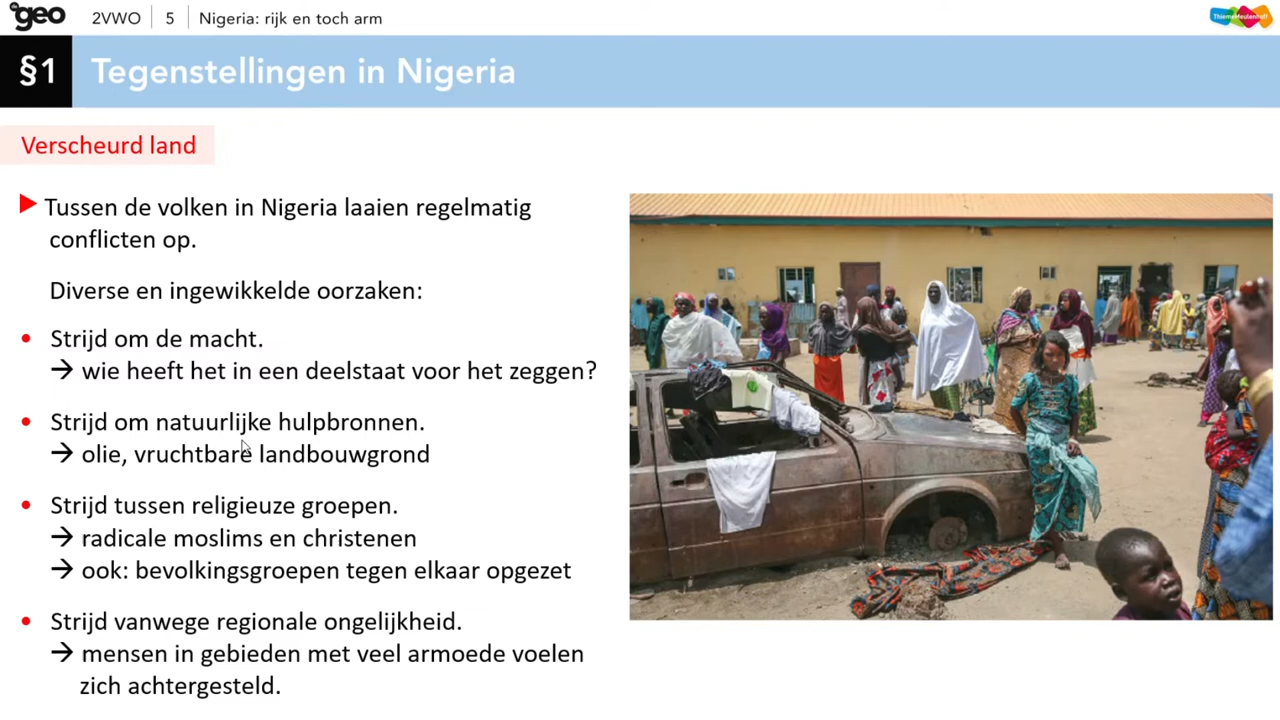 geo 2VWO 5 Nigeria: rijk en toch arm
ThiemeMeulenhoff
§1 Tegenstellingen in Nigeria
Verscheurd land
Tussen de volken in Nigeria laaien regelmatig
conflicten op.
Diverse en ingewikkelde oorzaken:
• Strijd om de macht.
→ wie heeft het in een deelstaat voor het zeggen?
• Strijd om natuurlijke hulpbronnen.
→ olie, vruchtbare landbouwgrond
• Strijd tussen religieuze groepen.
→ radicale moslims en christenen
→ ook: bevolkingsgroepen tegen elkaar opgezet
• Strijd vanwege regionale ongelijkheid.
→ mensen in gebieden met veel armoede voelen
zich achtergesteld.